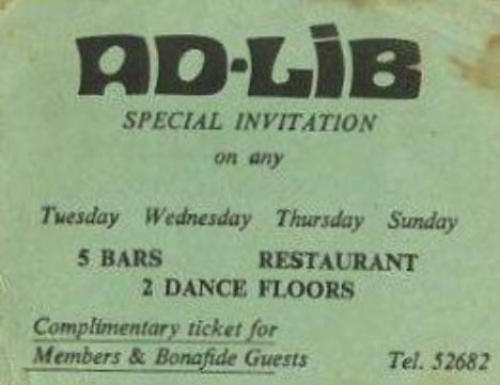 AD-LiB
SPECIAL INVITATION
on any
Tuesday Wednesday Thursday Sunday
5 BARS RESTAURANT
2 DANCE FLOORS
Complimentary ticket for
Members & Bonafide Guests Tel. 52682